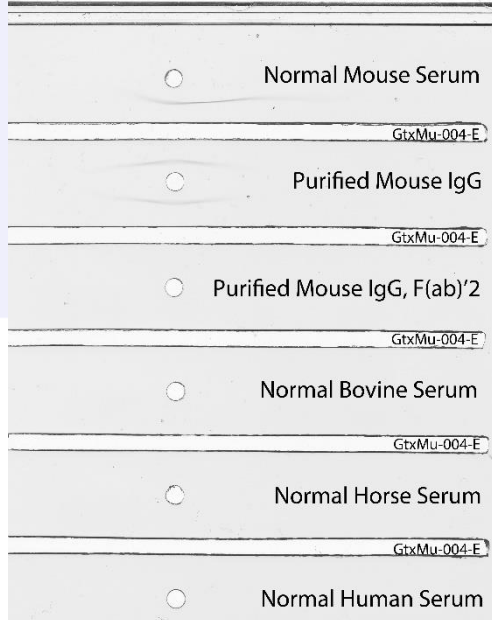 Normal Mouse Serum
GtxMu-004-E
Purified Mouse IgG
GtxMu-004-E
Purified Mouse IgG, F(ab)'2
GtxMu-004-E
Normal Bovine Serum
GtxMu-004-E
Normal Horse Serum
GtxMu-004-E
Normal Human Serum